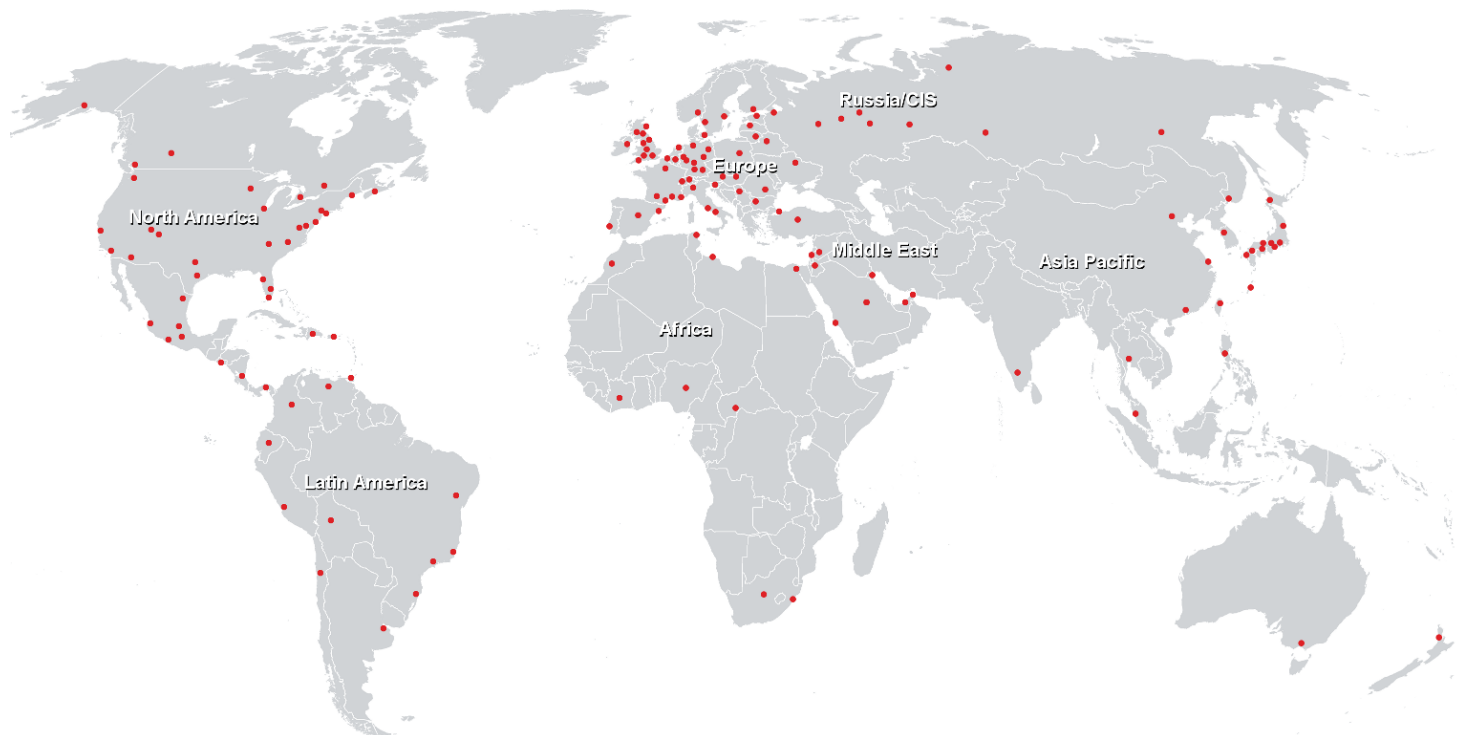 Russia/CIS
Europe
North America
Middle East
Asia Pacific
Africa
Latin America